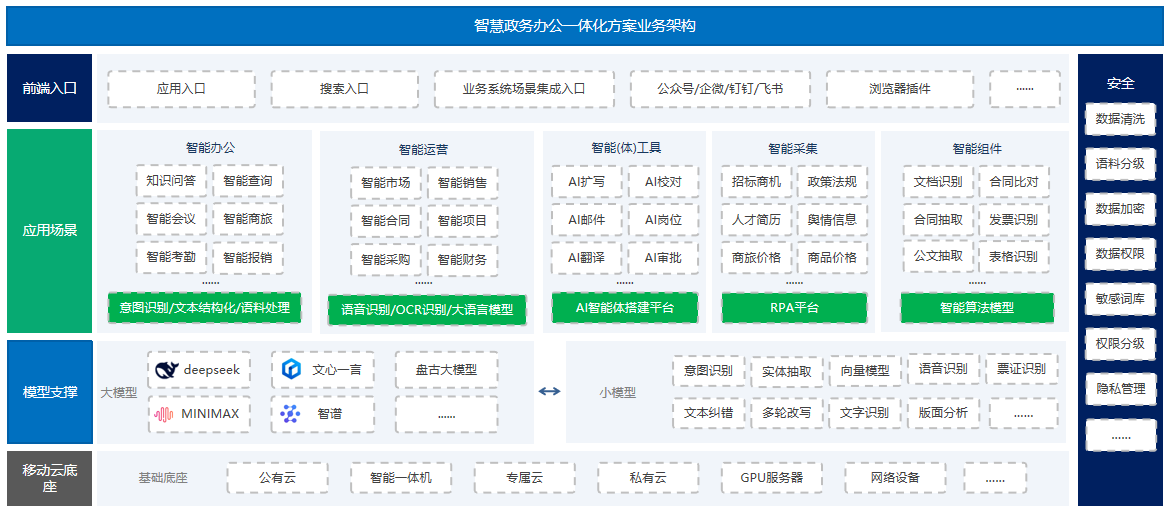 智慧政务办公一体化方案业务架构
前端入口
应用入口
搜索入口
业务系统场景集成入口
公众号/企微/钉钉/飞书
浏览器插件
......
应用场景
智能办公
知识问答 智能查询
智能会议 智能商旅
智能考勤 智能报销
......
意图识别/文本结构化/语料处理
智能运营
智能市场 智能销售
智能合同 智能项目
智能采购 智能财务
......
语音识别/OCR识别/大语言模型
智能(体)工具
AI扩写 AI校对
AI邮件 AI岗位
AI翻译 AI审批
......
AI智能体搭建平台
智能采集
招标商机 政策法规
人才简历 舆情信息
商旅价格 商品价格
......
RPA平台
智能组件
文档识别 合同比对
合同抽取 发票识别
公文抽取 表格识别
......
智能算法模型
模型支撑
大模型
deepseek 文心一言 盘古大模型
MINIMAX 智谱 ......
小模型
意图识别 实体抽取 向量模型 语音识别 票证识别
文本纠错 多轮改写 文字识别 版面分析 ......
移动云底
座
基础底座
公有云 智能一体机 专属云 私有云 GPU服务器 网络设备 ......
安全
数据清洗
语料分级
数据加密
数据权限
敏感词库
权限分级
隐私管理
......